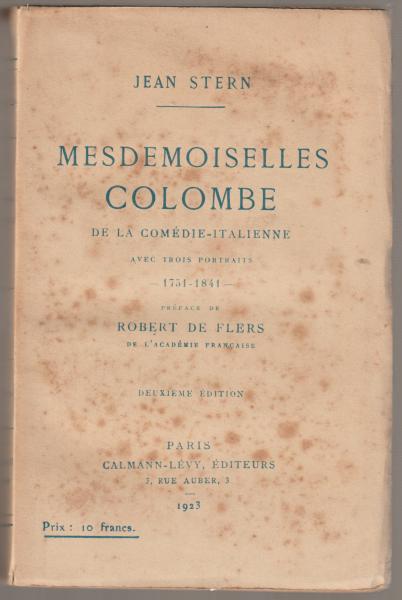 JEAN STERN
MESDEMOISELLES
COLOMBE
DE LA COMÉDIE-ITALIENNE
AVEC TROIS PORTRAITS
— 1751-1841 —
PRÉFACE DE
ROBERT DE FLERS
DE L'ACADÉMIE FRANÇAISE
DEUXIÈME ÉDITION
PARIS
CALMANN-LÉVY, ÉDITEURS
3, RUE AUBER, 3
1923
Prix : 10 francs.